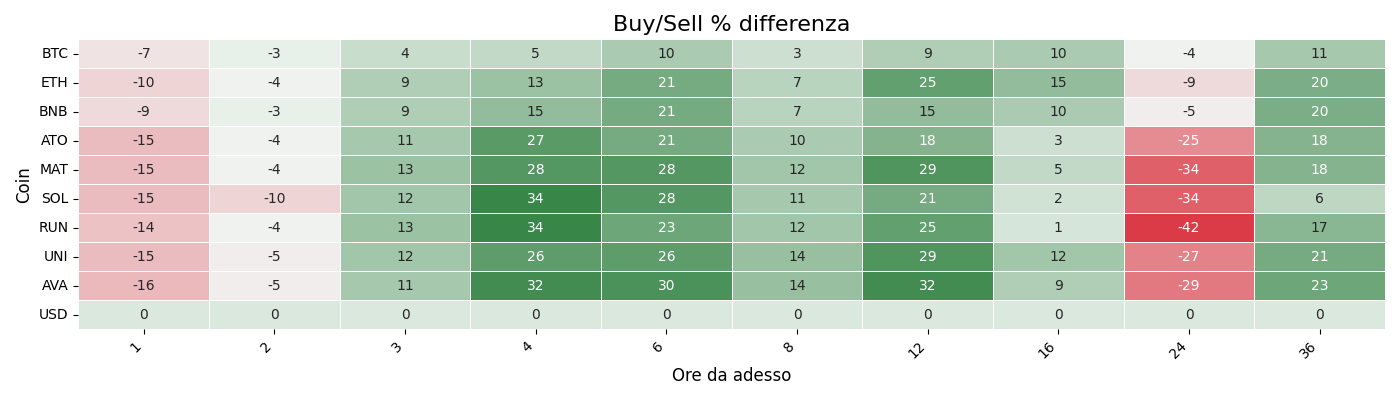 Buy/Sell % differenza
Coin
BTC -7 -3 4 5 10 3 9 10 -4 11
ETH -10 -4 9 13 21 7 25 15 -9 20
BNB -9 -3 9 15 21 7 15 10 -5 20
ATO -15 -4 11 27 21 10 18 3 -25 18
MAT -15 -4 13 28 28 12 29 5 -34 18
SOL -15 -10 12 34 28 11 21 2 -34 6
RUN -14 -4 13 34 23 12 25 1 -42 17
UNI -15 -5 12 26 26 14 29 12 -27 21
AVA -16 -5 11 32 30 14 32 9 -29 23
USD 0 0 0 0 0 0 0 0 0 0
1 2 3 4 6 8 12 16 24 36
Ore da adesso